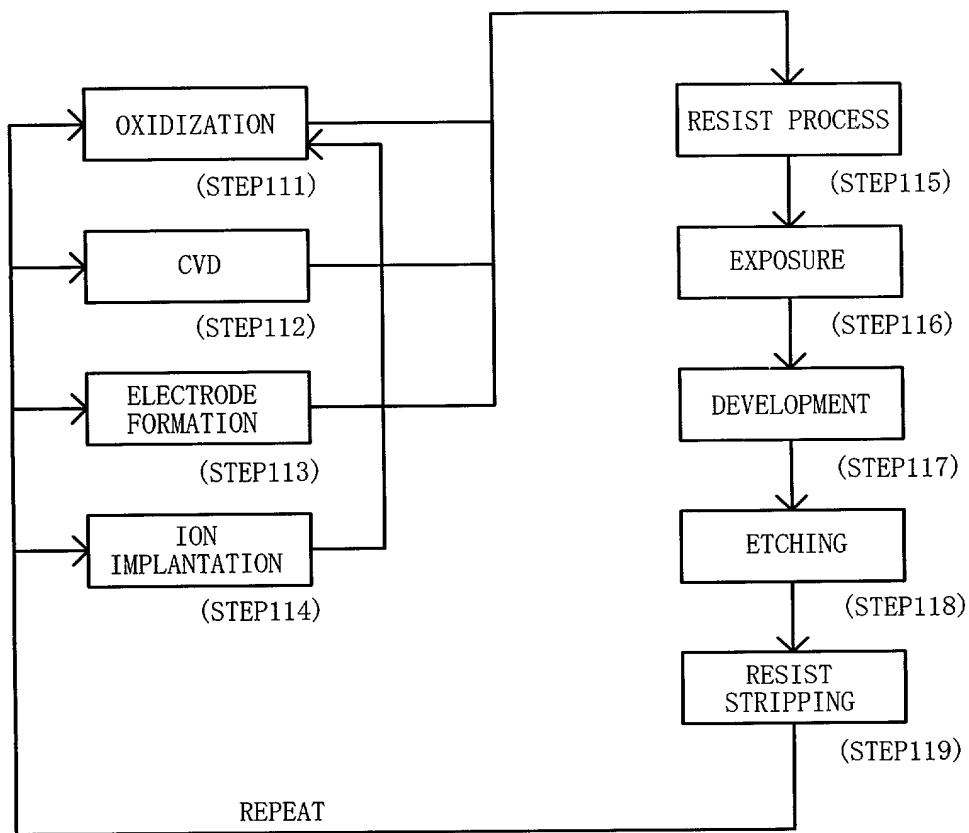 OXIDIZATION
(STEP111)
CVD
(STEP112)
ELECTRODE
FORMATION
(STEP113)
ION
IMPLANTATION
(STEP114)
RESIST PROCESS
(STEP115)
EXPOSURE
(STEP116)
DEVELOPMENT
(STEP117)
ETCHING
(STEP118)
RESIST
STRIPPING
(STEP119)
REPEAT